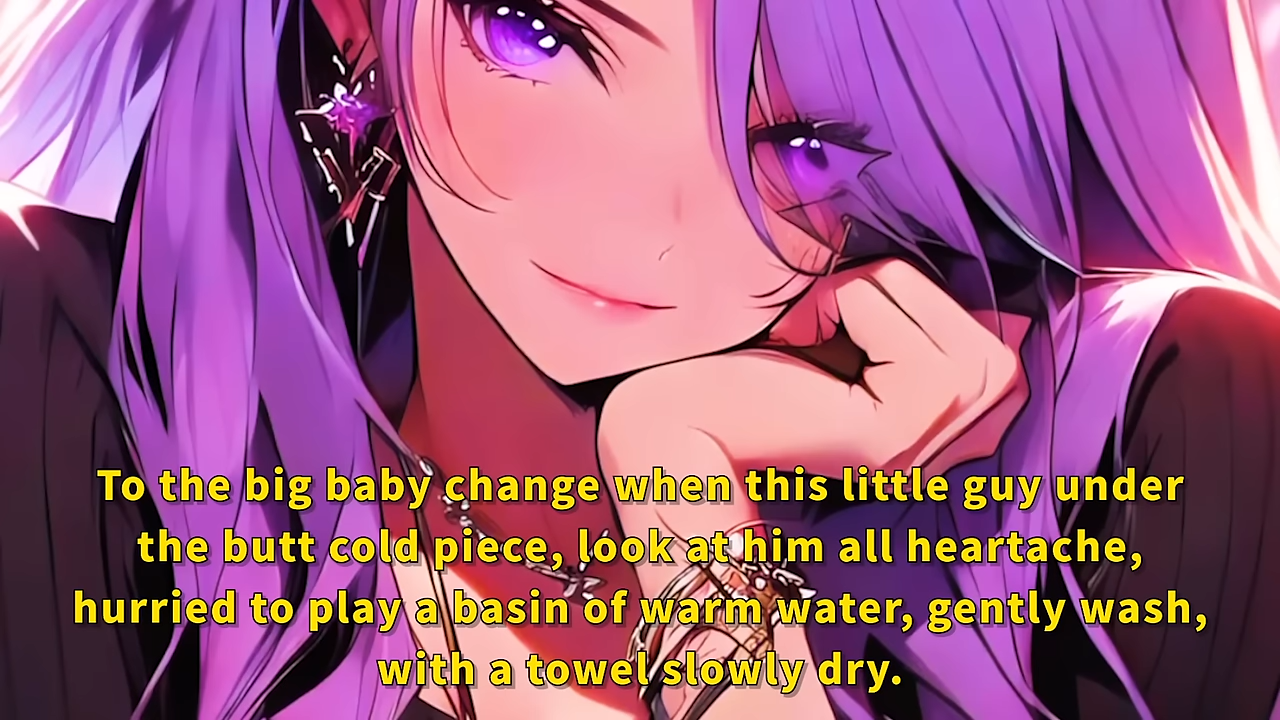 To the big baby change when this little guy under
the butt cold piece, look at him all heartache,
hurried to play a basin of warm water, gently wash,
with a towel slowly dry.